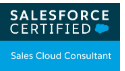 SALESFORCE
CERTIFIED
Sales Cloud Consultant